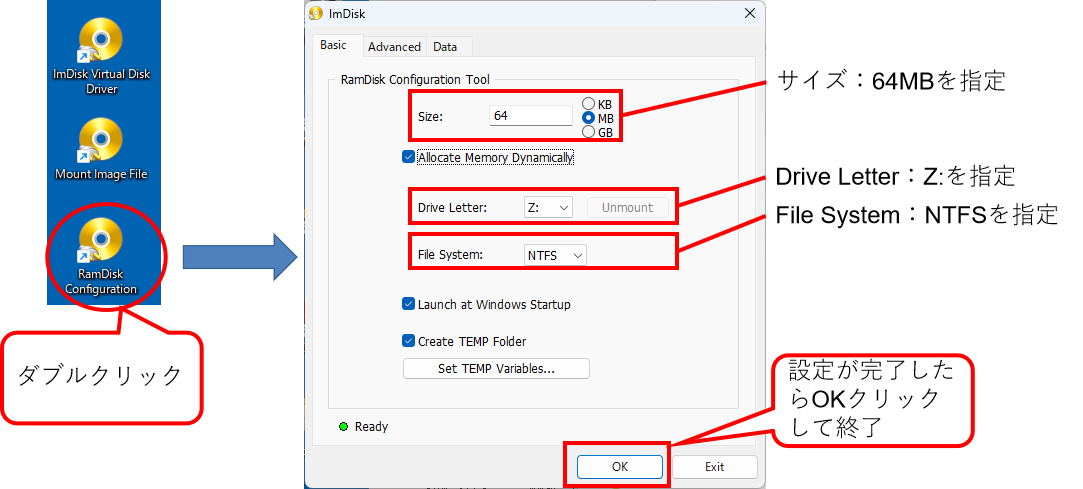 ImDisk Virtual Disk
Driver
Mount Image File
RamDisk
Configuration
ダブルクリック
ImDisk
Basic
Advanced
Data
RamDisk Configuration Tool
Size:
64
KB
MB
GB
Allocate Memory Dynamically
Drive Letter:
Z:
Unmount
File System:
NTFS
Launch at Windows Startup
Create TEMP Folder
Set TEMP Variables...
Ready
OK
Exit
サイズ：64MBを指定
Drive Letter：Z:を指定
File System：NTFSを指定
設定が完了した
らOKクリック
して終了